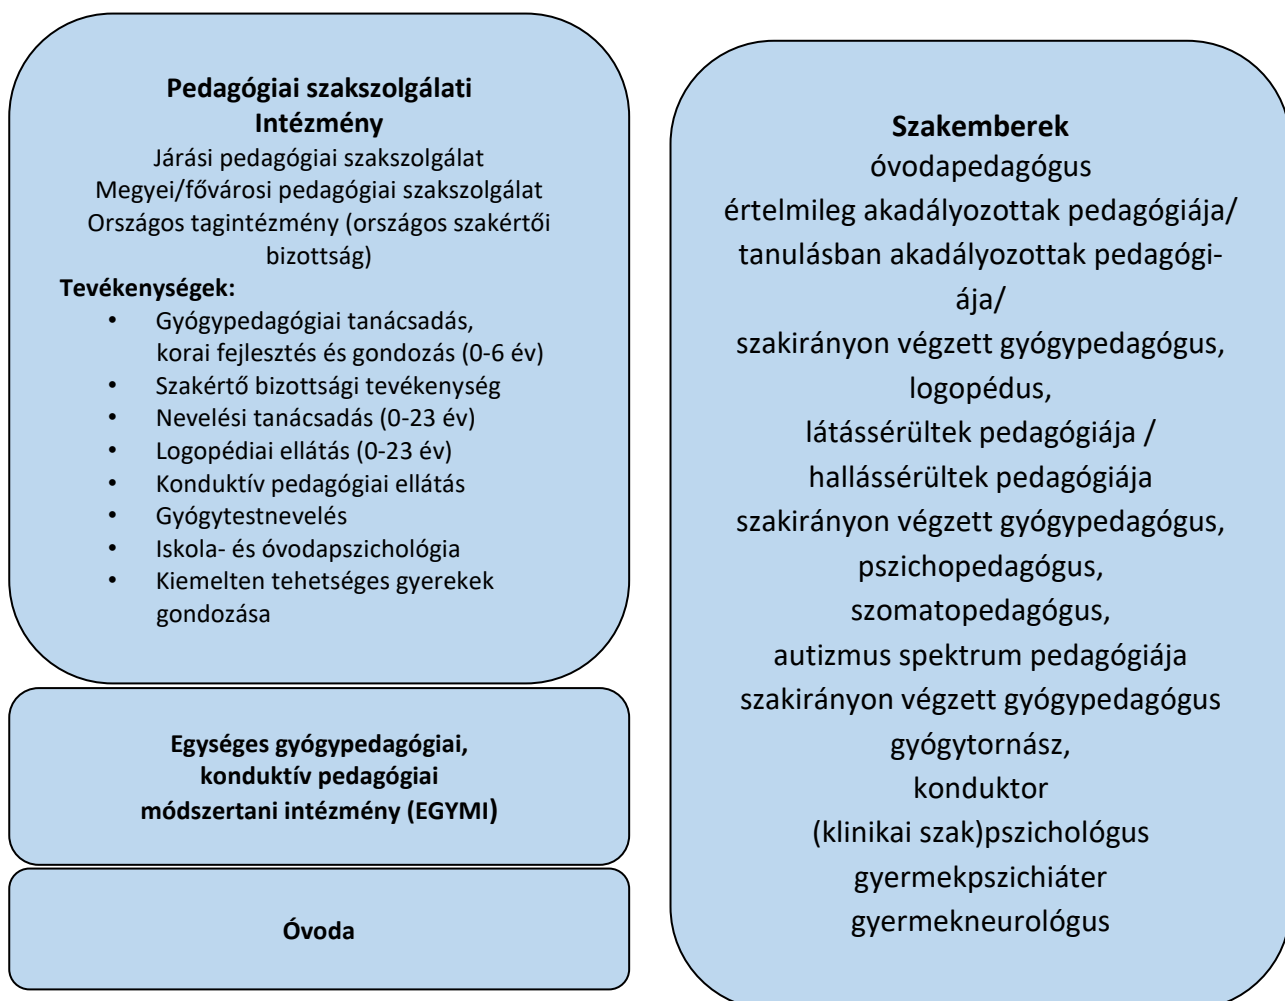 Pedagógiai szakszolgálati
Intézmény
Járási pedagógiai szakszolgálat
Megyei/fővárosi pedagógiai szakszolgálat
Országos tagintézmény (országos szakértői
bizottság)
Tevékenységek:
• Gyógypedagógiai tanácsadás,
korai fejlesztés és gondozás (0-6 év)
• Szakértő bizottsági tevékenység
• Nevelési tanácsadás (0-23 év)
• Logopédiai ellátás (0-23 év)
• Konduktív pedagógiai ellátás
• Gyógytestnevelés
• Iskola- és óvodapszichológia
• Kiemelten tehetséges gyerekek
gondozása
Egységes gyógypedagógiai,
konduktív pedagógiai
módszertani intézmény (EGYMI)
Óvoda
Szakemberek
óvodapedagógus
értelmileg akadályozottak pedagógiája/
tanulásban akadályozottak pedagógi-
ája/
szakirányon végzett gyógypedagógus,
logopédus,
látássérültek pedagógiája /
hallássérültek pedagógiája
szakirányon végzett gyógypedagógus,
pszichopedagógus,
szomatopedagógus,
autizmus spektrum pedagógiája
szakirányon végzett gyógypedagógus
gyógytornász,
konduktor
(klinikai szak)pszichológus
gyermekpszichiáter
gyermekneurológus